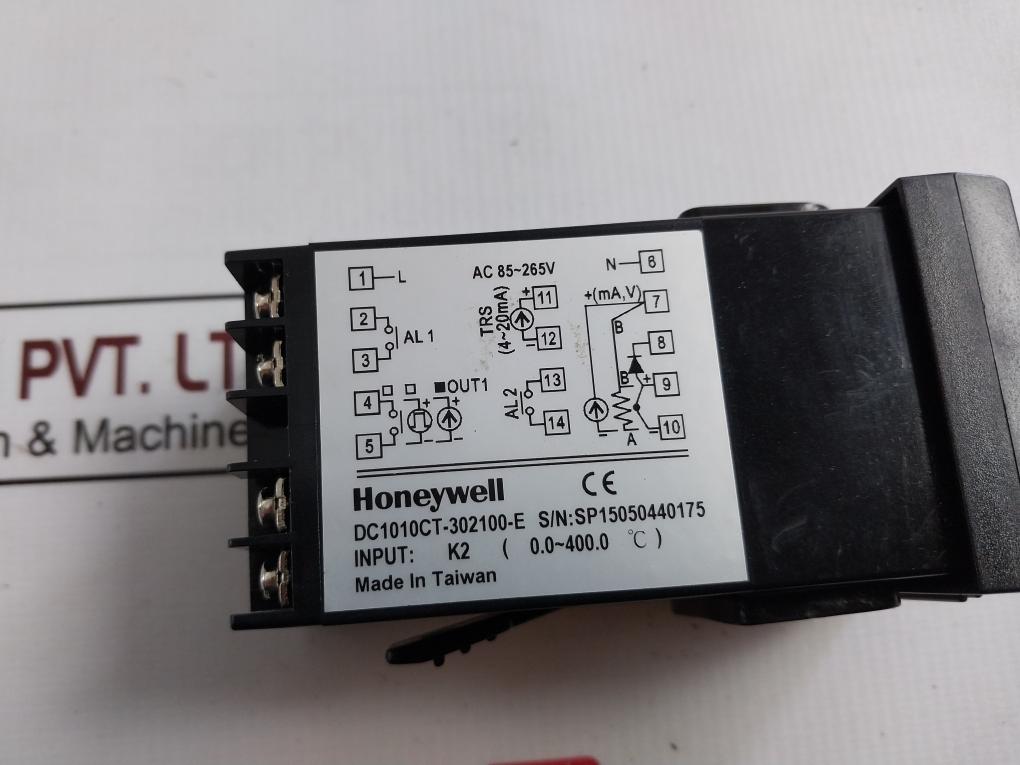 1 L AC 85~265V N 6
2 3 AL 1
TRS (4~20mA) + 11 - 12
+(mA,V) 7
B
8
B + 9
A - 10
4 5 ■OUT1 + - + -
AL 2 13 14
Honeywell CE
DC1010CT-302100-E S/N:SP15050440175
INPUT: K2 ( 0.0~400.0 ℃ )
Made In Taiwan
PVT. LT
& Machine